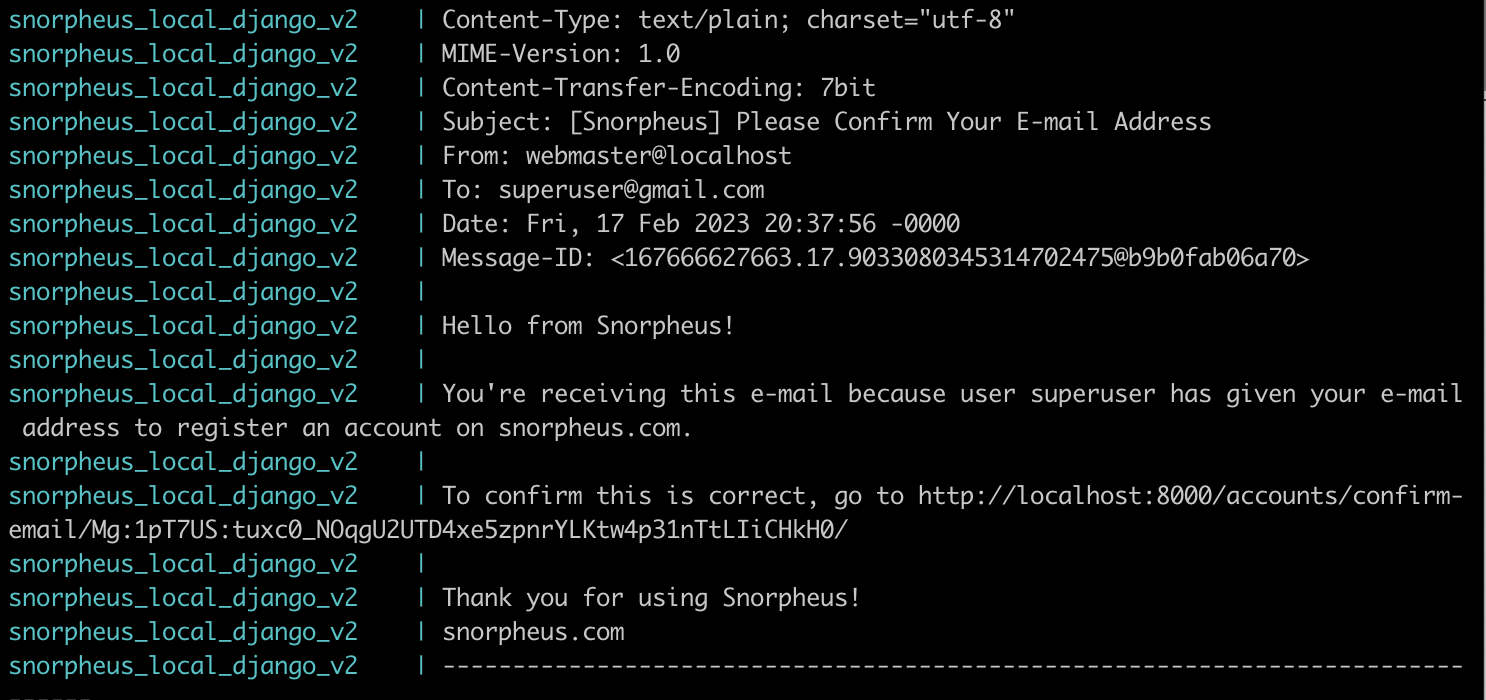 snorpheus_local_django_v2    | Content-Type: text/plain; charset="utf-8"
snorpheus_local_django_v2    | MIME-Version: 1.0
snorpheus_local_django_v2    | Content-Transfer-Encoding: 7bit
snorpheus_local_django_v2    | Subject: [Snorpheus] Please Confirm Your E-mail Address
snorpheus_local_django_v2    | From: webmaster@localhost
snorpheus_local_django_v2    | To: superuser@gmail.com
snorpheus_local_django_v2    | Date: Fri, 17 Feb 2023 20:37:56 -0000
snorpheus_local_django_v2    | Message-ID: <167666627663.17.9033080345314702475@b9b0fab06a70>
snorpheus_local_django_v2    |
snorpheus_local_django_v2    | Hello from Snorpheus!
snorpheus_local_django_v2    |
snorpheus_local_django_v2    | You're receiving this e-mail because user superuser has given your e-mail
 address to register an account on snorpheus.com.
snorpheus_local_django_v2    |
snorpheus_local_django_v2    | To confirm this is correct, go to http://localhost:8000/accounts/confirm-
email/Mg:1pT7US:tuxc0_NOqgU2UTD4xe5zpnrYLKtw4p31nTtLIiCHkH0/
snorpheus_local_django_v2    |
snorpheus_local_django_v2    | Thank you for using Snorpheus!
snorpheus_local_django_v2    | snorpheus.com
snorpheus_local_django_v2    | -------------------------------------------------------------------------
------